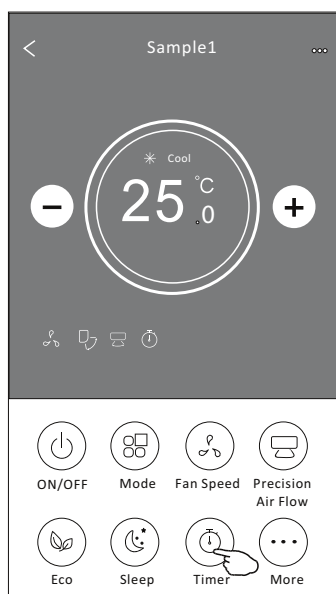 Sample1
Cool
25.0 °C
ON/OFF Mode Fan Speed Precision Air Flow
Eco Sleep Timer More